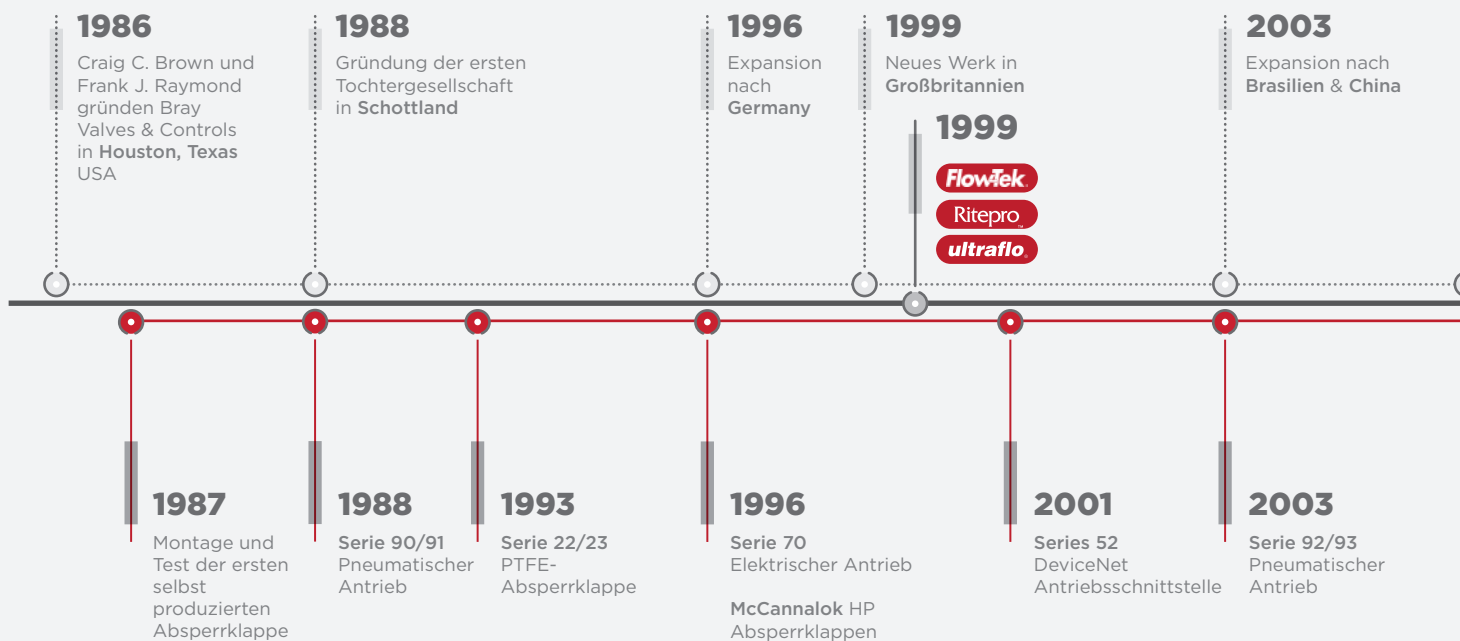 1986
Craig C. Brown und
Frank J. Raymond
gründen Bray
Valves & Controls
in Houston, Texas
USA
1988
Gründung der ersten
Tochtergesellschaft
in Schottland
1996
Expansion
nach
Germany
1999
Neues Werk in
Großbritannien
1999
FlowTek
Ritepro™
ultraflo
2003
Expansion nach
Brasilien & China
1987
Montage und
Test der ersten
selbst
produzierten
Absperrklappe
1988
Serie 90/91
Pneumatischer
Antrieb
1993
Serie 22/23
PTFE-
Absperrklappe
1996
Serie 70
Elektrischer Antrieb
McCannalok HP
Absperrklappen
2001
Series 52
DeviceNet
Antriebsschnittstelle
2003
Serie 92/93
Pneumatischer
Antrieb